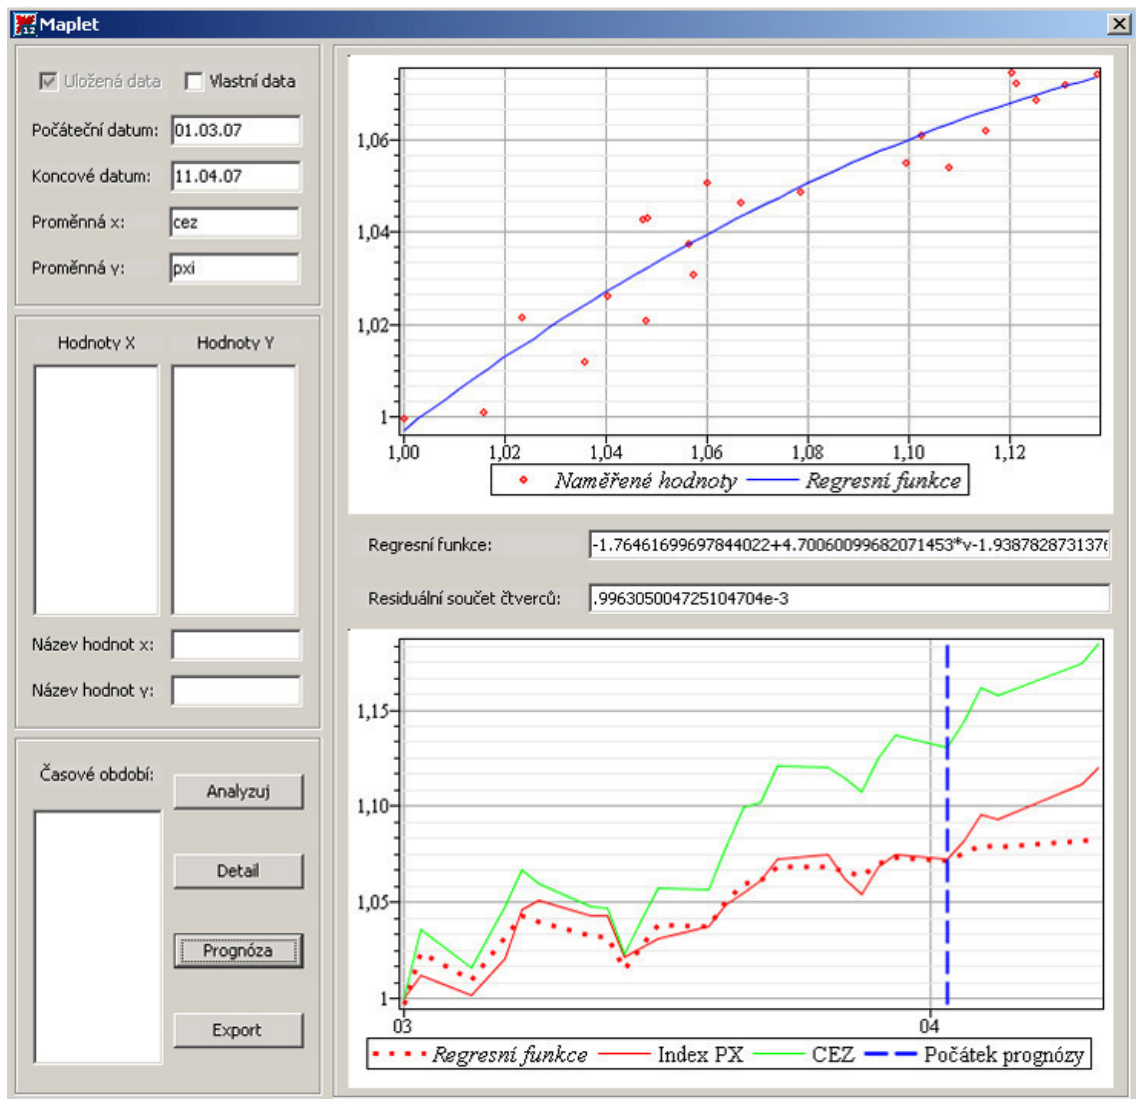 Maplet
Uložená data Vlastní data
Počáteční datum: 01.03.07
Koncové datum: 11.04.07
Proměnná x: cez
Proměnná y: pxi
Hodnoty X Hodnoty Y
Název hodnot x:
Název hodnot y:
Časové období:
Analyzuj
Detail
Prognóza
Export
1,06
1,04
1,02
1
1,00 1,02 1,04 1,06 1,08 1,10 1,12
Naměřené hodnoty Regresní funkce
Regresní funkce: -1.76461699697844022+4.70060099682071453*v-1.9387828731376
Residuální součet čtverců: .996305004725104704e-3
1,15
1,10
1,05
1
03 04
Regresní funkce Index PX CEZ Počátek prognózy